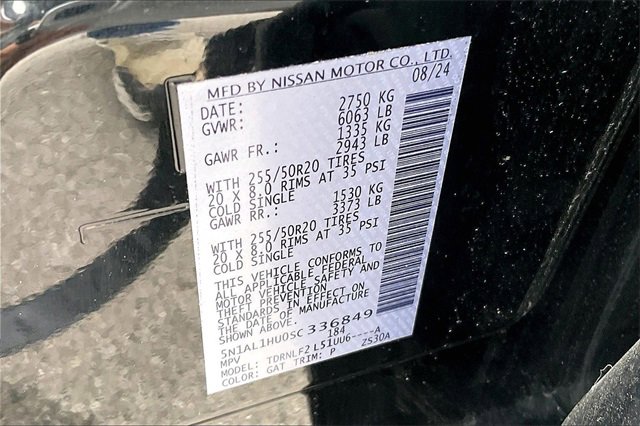 MFD BY NISSAN MOTOR CO., LTD.
DATE: 08/24
GVWR: 2750 KG
6063 LB
GAWR FR.: 1335 KG
2943 LB
WITH 255/50R20 TIRES
20 X 8.0 RIMS AT 35 PSI
COLD SINGLE
GAWR RR.: 1530 KG
3373 LB
WITH 255/50R20 TIRES
20 X 8.0 RIMS AT 35 PSI
COLD SINGLE
THIS VEHICLE CONFORMS TO
ALL APPLICABLE FEDERAL
MOTOR VEHICLE SAFETY AND
THEFT PREVENTION
STANDARDS IN EFFECT ON
THE DATE OF MANUFACTURE
SHOWN ABOVE.
5N1AL1HU0SC336849
MPV 184
MODEL: TDRNLF2 L51UU6----A
COLOR: GAT TRIM: P ZS30A